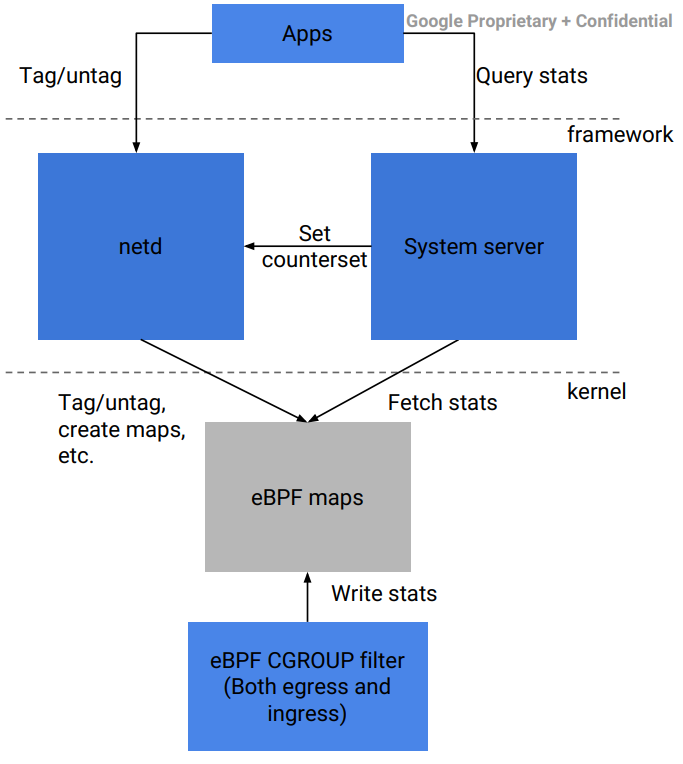 Google Proprietary + Confidential
Apps
Tag/untag
Query stats
framework
netd
Set
counterset
System server
kernel
Tag/untag,
create maps,
etc.
Fetch stats
eBPF maps
Write stats
eBPF CGROUP filter
(Both egress and
ingress)